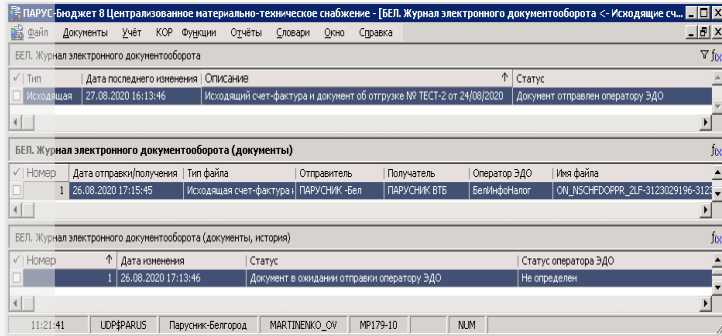 ПАРУС-Бюджет 8 Централизованное материально-техническое снабжение - [БЕЛ. Журнал электронного документооборота <- Исходящие сч...
Файл Документы Учёт КОР Функции Отчёты Словари Окно Справка
БЕЛ. Журнал электронного документооборота
Тип Дата последнего изменения Описание Статус
Исходящая 27.08.2020 16:13:46 Исходящий счет-фактура и документ об отгрузке № ТЕСТ-2 от 24/08/2020 Документ отправлен оператору ЭДО
БЕЛ. Журнал электронного документооборота (документы)
Номер Дата отправки/получения Тип файла Отправитель Получатель Оператор ЭДО Имя файла
1 26.08.2020 17:15:45 Исходящая счет-фактура и ПАРУСНИК -Бел ПАРУСНИК ВТБ БелИнфоНалог ON_NSCHFDOPPR_2LF-3123029196-3123
БЕЛ. Журнал электронного документооборота (документы, история)
Номер Дата изменения Статус Статус оператора ЭДО
1 26.08.2020 17:13:46 Документ в ожидании отправки оператору ЭДО Не определен
11:21:41 UDP$PARUS Парусник-Белгород MARTINENKO_OV MP179-10 NUM